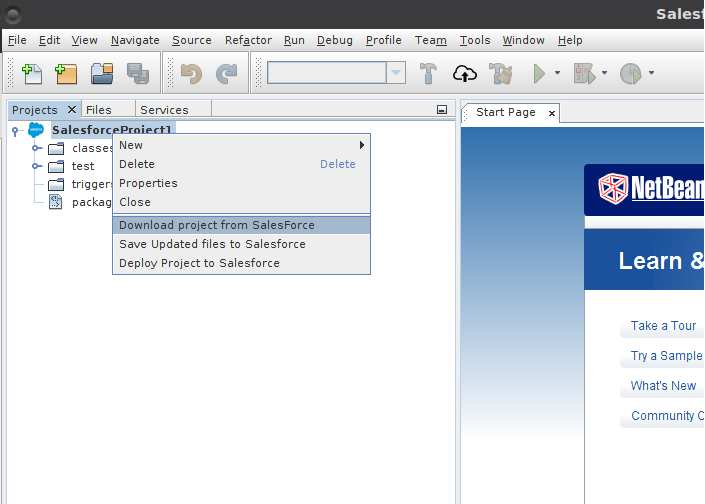 Salesf
File Edit View Navigate Source Refactor Run Debug Profile Team Tools Window Help
Projects Files Services
Start Page
SalesforceProject1
classes
test
triggers
packag
New
Delete Delete
Properties
Close
Download project from SalesForce
Save Updated files to Salesforce
Deploy Project to Salesforce
NetBean
Learn &
Take a Tour
Try a Sample
What's New
Community C